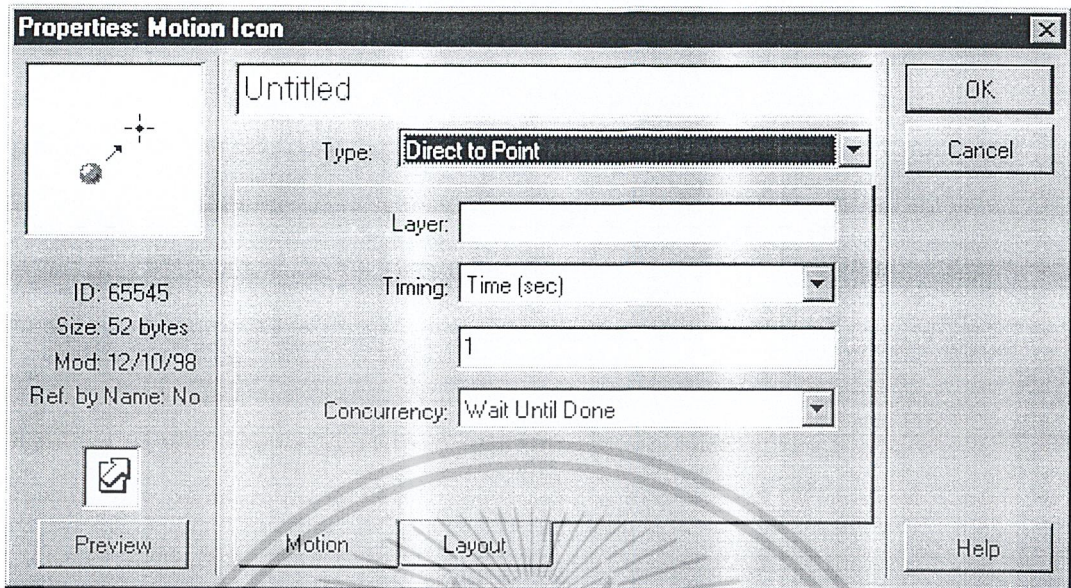 Properties: Motion Icon
Untitled
OK
Type: Direct to Point
Cancel
Layer:
Timing: Time (sec)
1
Concurrency: Wait Until Done
ID: 65545
Size: 52 bytes
Mod: 12/10/98
Ref. by Name: No
Preview
Motion
Layout
Help